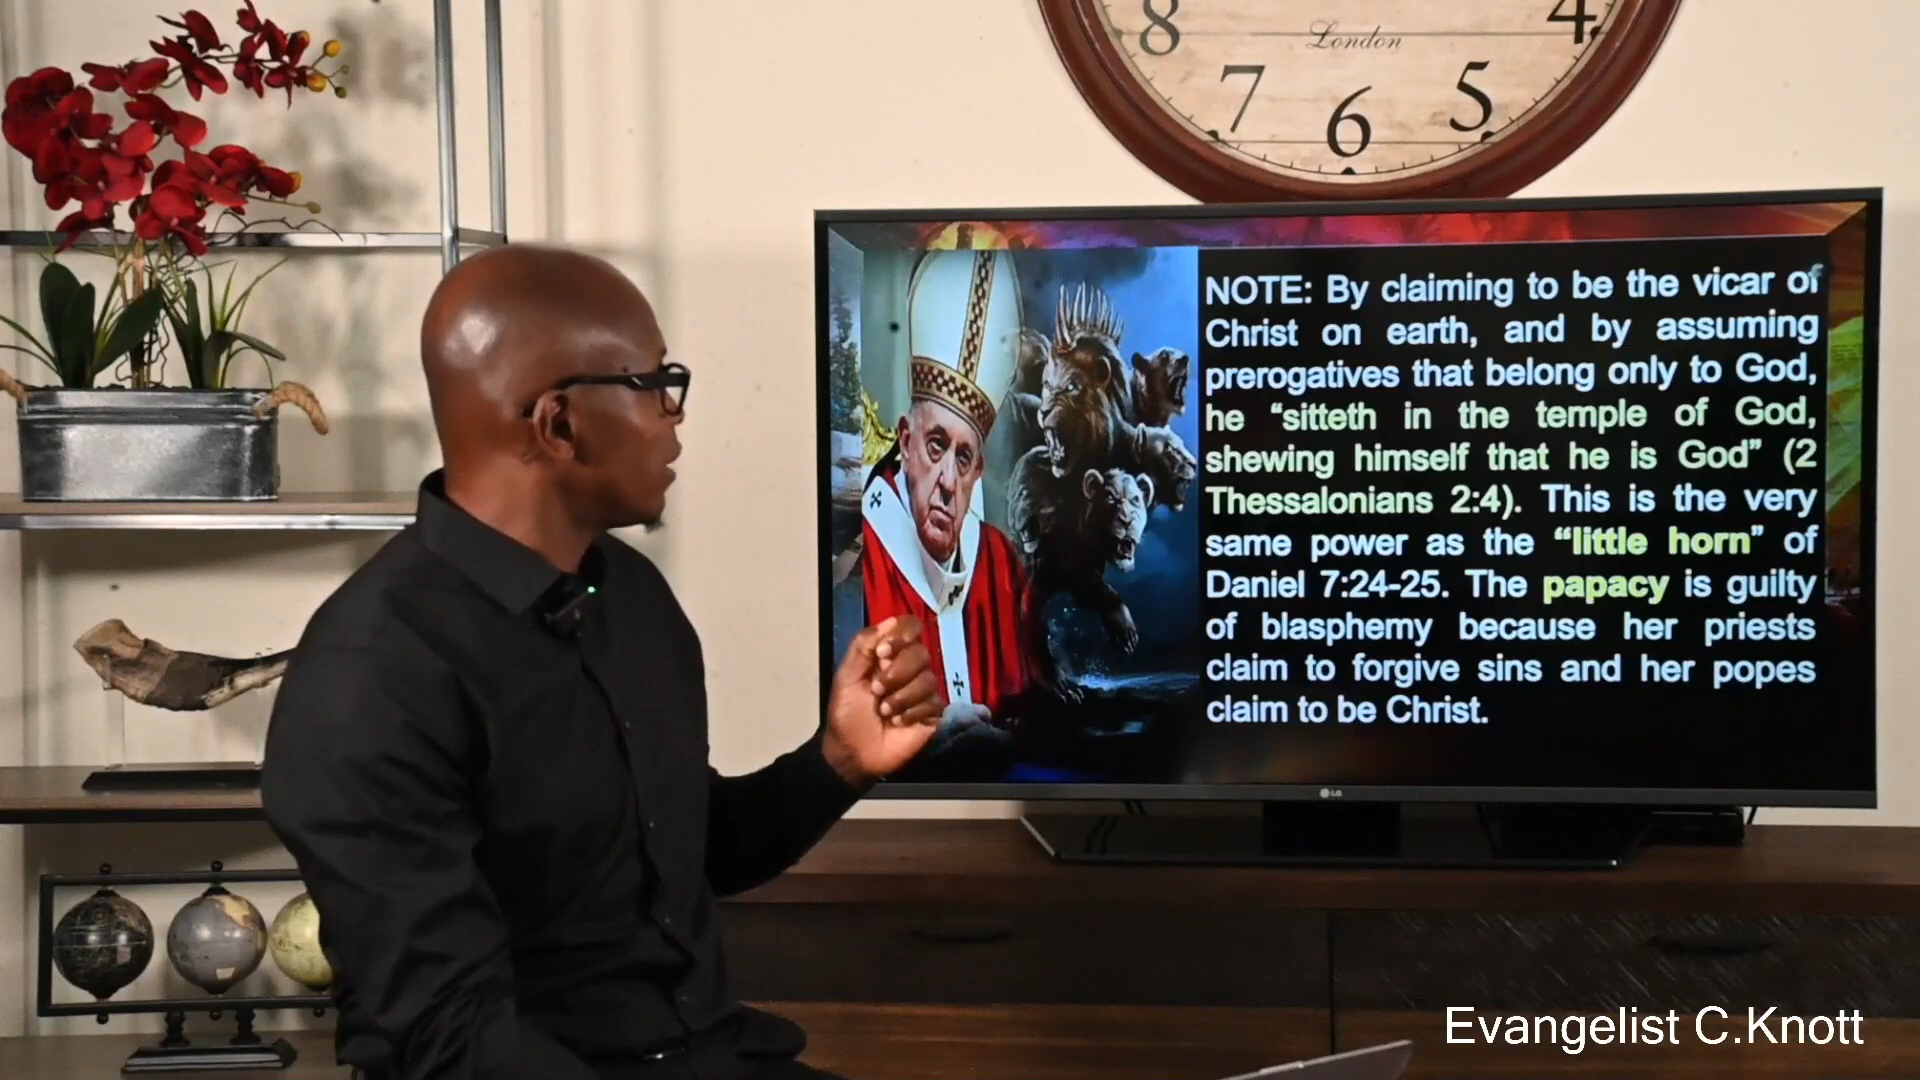 8
4
London
7
5
6
NOTE: By claiming to be the vicar of
Christ on earth, and by assuming
prerogatives that belong only to God,
he “sitteth in the temple of God,
shewing himself that he is God” (2
Thessalonians 2:4). This is the very
same power as the “little horn” of
Daniel 7:24-25. The papacy is guilty
of blasphemy because her priests
claim to forgive sins and her popes
claim to be Christ.
LG
Evangelist C.Knott